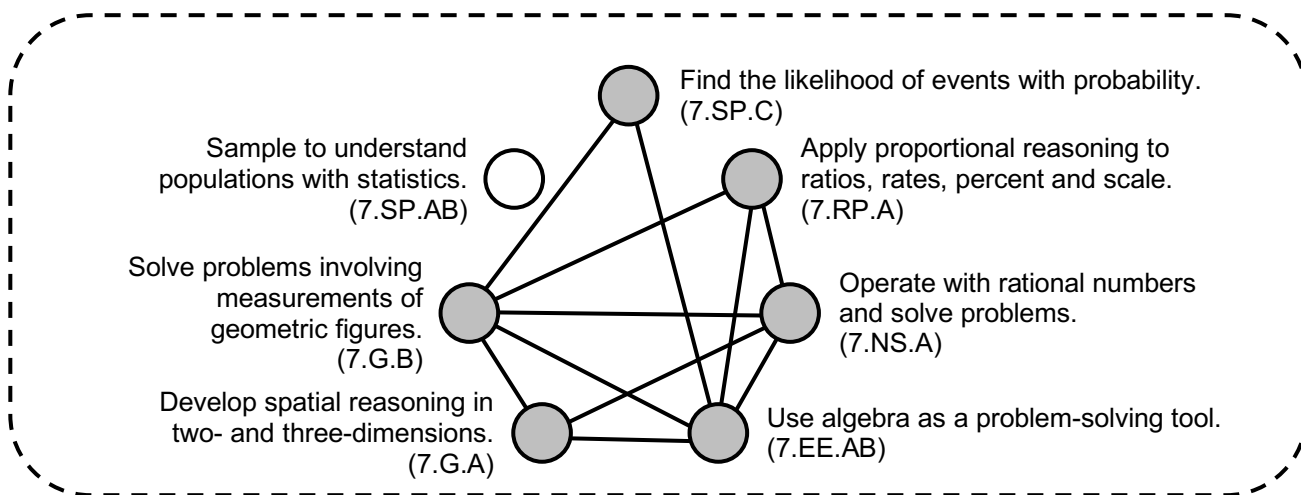 Find the likelihood of events with probability.
(7.SP.C)
Sample to understand
populations with statistics.
(7.SP.AB)
Apply proportional reasoning to
ratios, rates, percent and scale.
(7.RP.A)
Solve problems involving
measurements of
geometric figures.
(7.G.B)
Operate with rational numbers
and solve problems.
(7.NS.A)
Develop spatial reasoning in
two- and three-dimensions.
(7.G.A)
Use algebra as a problem-solving tool.
(7.EE.AB)